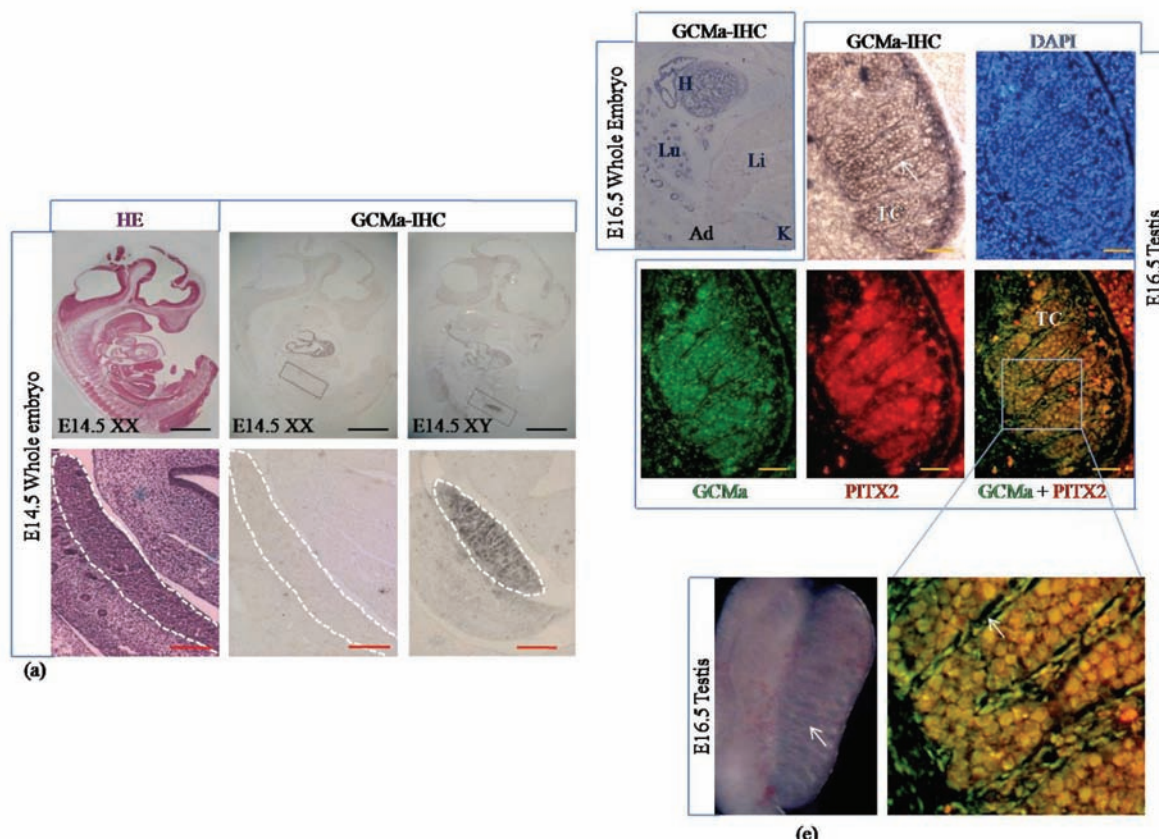 HE
GCMa-IHC
E14.5 Whole embryo
E14.5 XX
E14.5 XX
E14.5 XY
(a)
GCMa-IHC
E16.5 Whole Embryo
H
Lu
Li
Ad
K
GCMa-IHC
DAPI
E16.5 Testis
TC
TC
GCMa
PITX2
GCMa + PITX2
E16.5 Testis
(e)